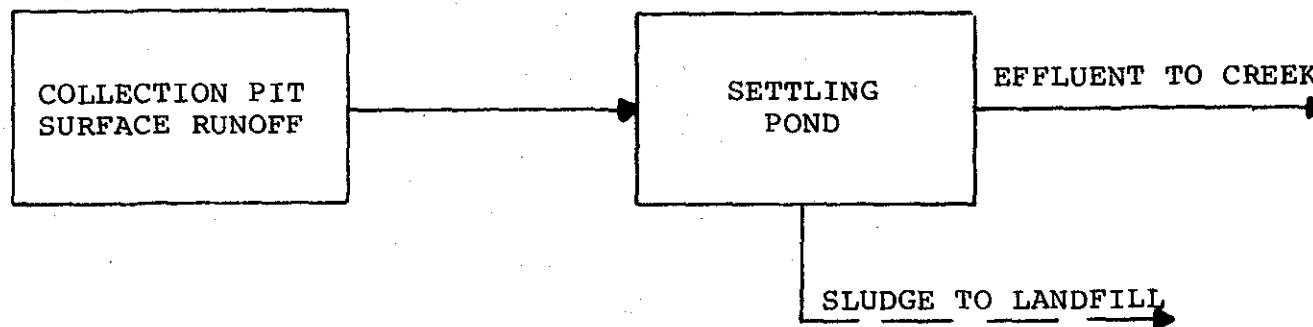 COLLECTION PIT
SURFACE RUNOFF
SETTLING
POND
EFFLUENT TO CREEK
SLUDGE TO LANDFILL